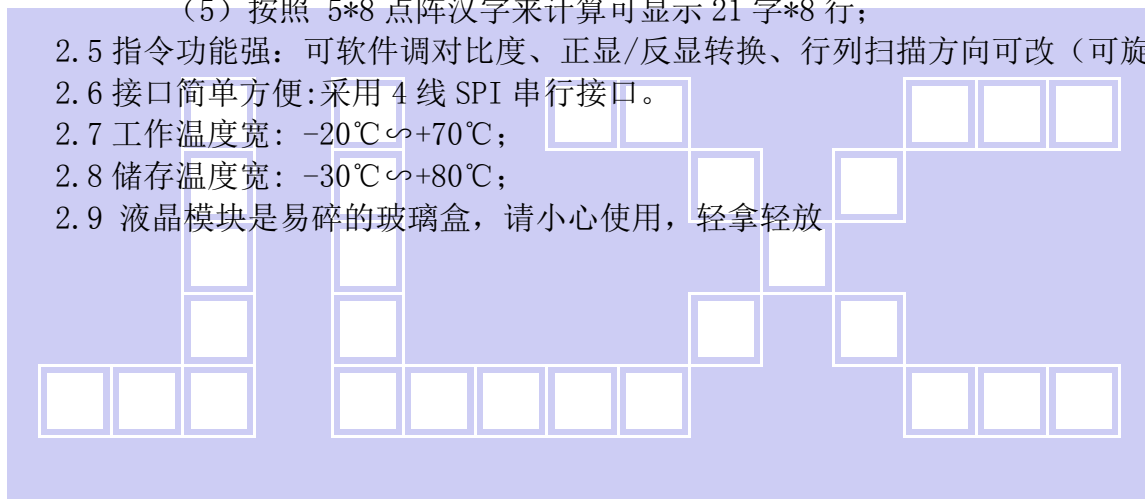 （5）按照 5*8 点阵汉字来计算可显示 21 字*8 行；
2.5 指令功能强：可软件调对比度、正显/反显转换、行列扫描方向可改（可旋
2.6 接口简单方便:采用 4 线 SPI 串行接口。
2.7 工作温度宽: -20℃∽+70℃；
2.8 储存温度宽: -30℃∽+80℃；
2.9 液晶模块是易碎的玻璃盒，请小心使用，轻拿轻放